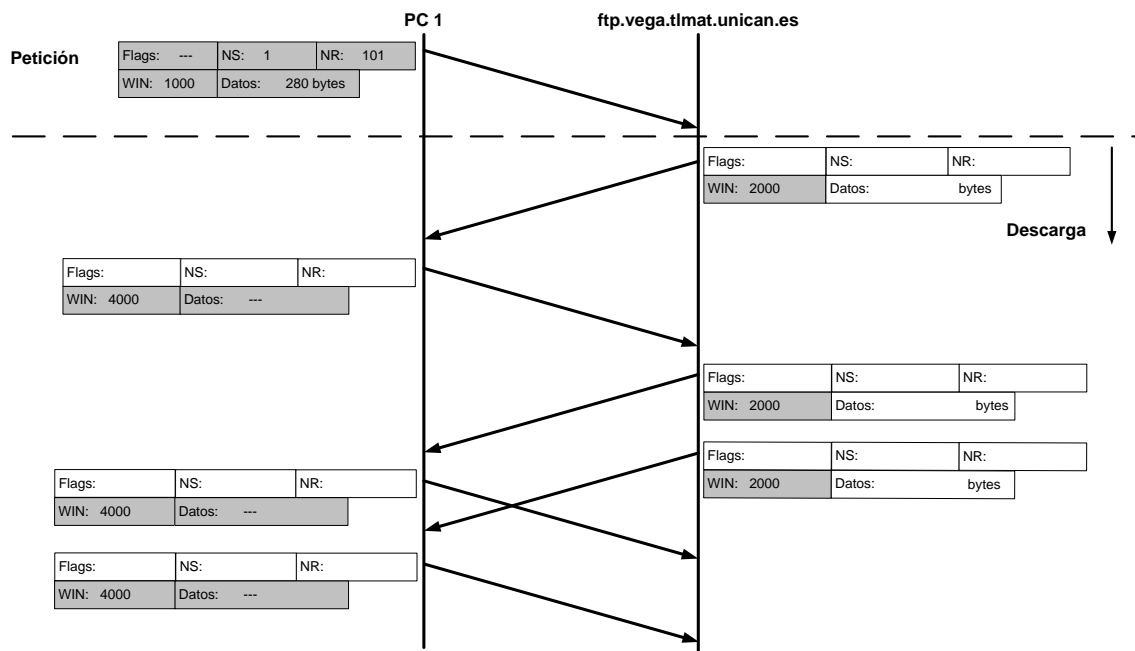 PC 1 ftp.vega.tlmat.unican.es
Petición Flags: --- NS: 1 NR: 101
WIN: 1000 Datos: 280 bytes
Flags: NS: NR:
WIN: 2000 Datos: bytes
Descarga
Flags: NS: NR:
WIN: 4000 Datos: ---
Flags: NS: NR:
WIN: 2000 Datos: bytes
Flags: NS: NR:
WIN: 2000 Datos: bytes
Flags: NS: NR:
WIN: 4000 Datos: ---
Flags: NS: NR:
WIN: 4000 Datos: ---